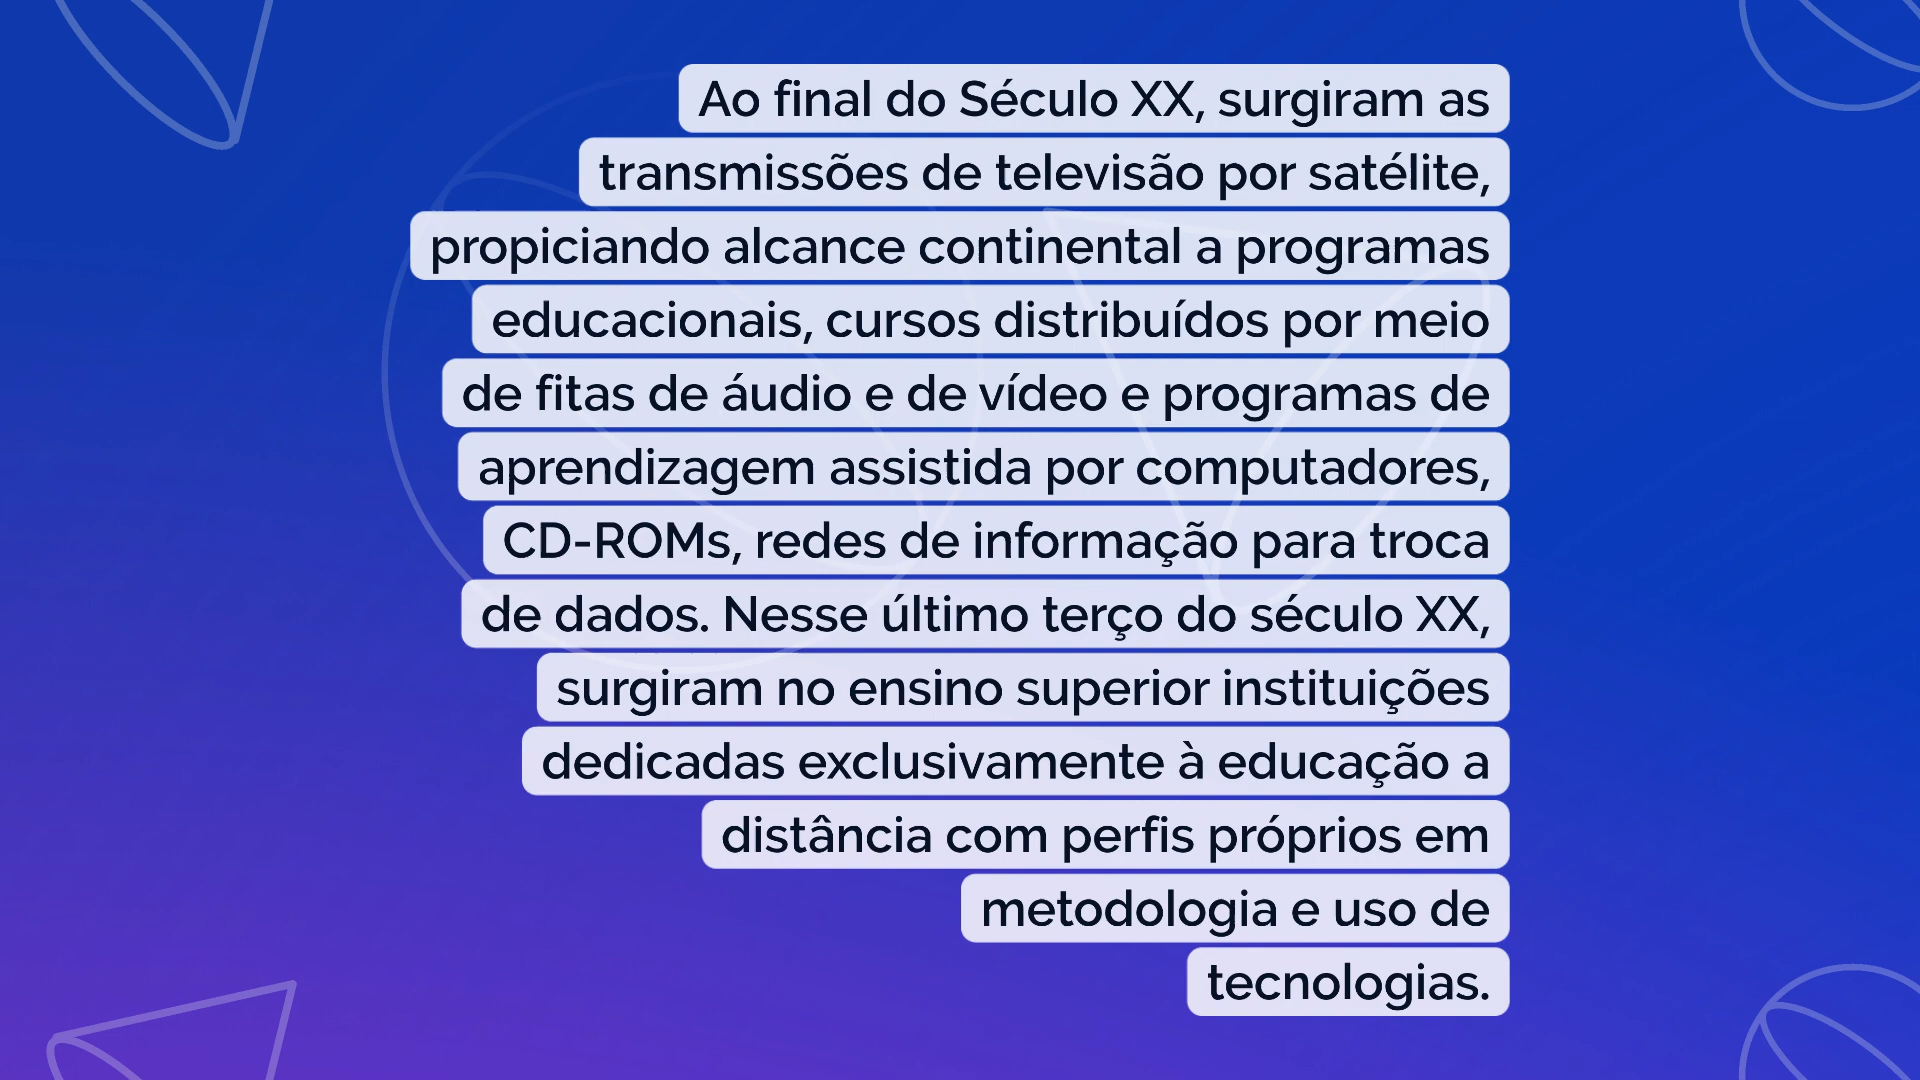 Ao final do Século XX, surgiram as
transmissões de televisão por satélite,
propiciando alcance continental a programas
educacionais, cursos distribuídos por meio
de fitas de áudio e de vídeo e programas de
aprendizagem assistida por computadores,
CD-ROMs, redes de informação para troca
de dados. Nesse último terço do século XX,
surgiram no ensino superior instituições
dedicadas exclusivamente à educação a
distância com perfis próprios em
metodologia e uso de
tecnologias.